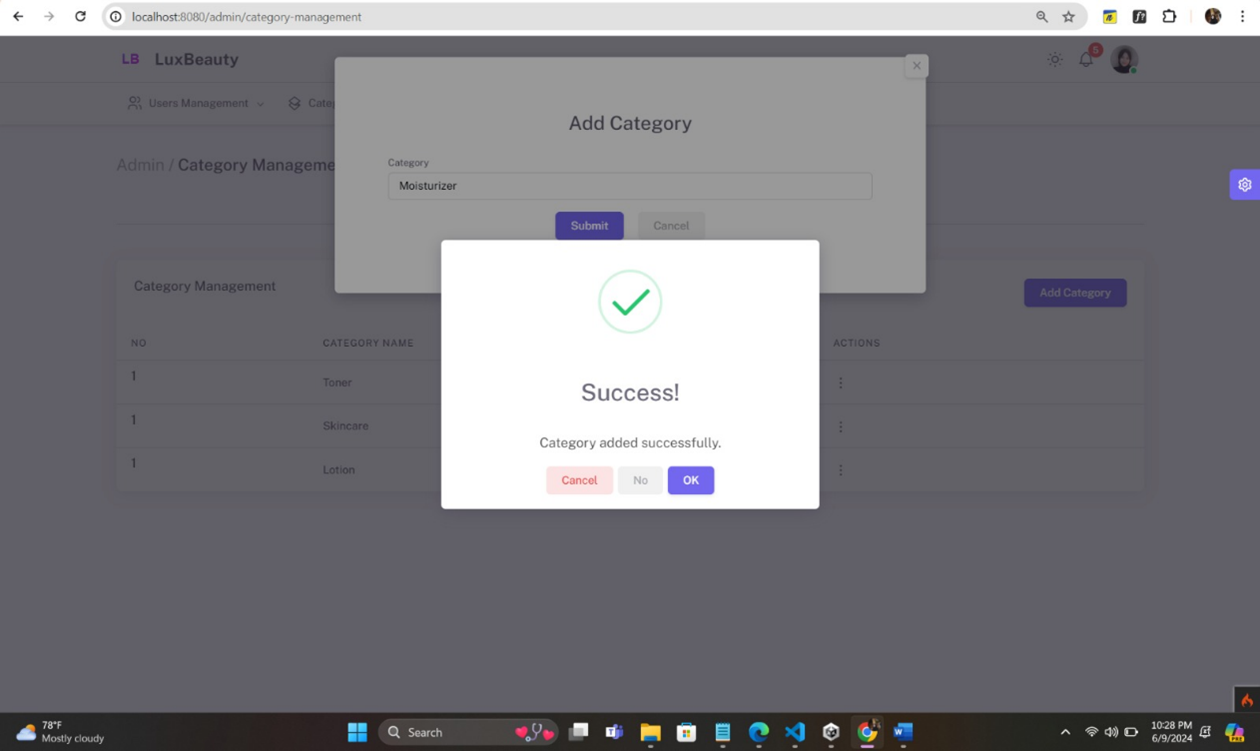 localhost:8080/admin/category-management
LB LuxBeauty
5
Users Management
Categ
Add Category
Admin / Category Manageme
Category
Moisturizer
Submit Cancel
Category Management
Add Category
NO CATEGORY NAME ACTIONS
1 Toner
1 Skincare
1 Lotion
Success!
Category added successfully.
Cancel No OK
78°F
Mostly cloudy
Search
10:28 PM
6/9/2024